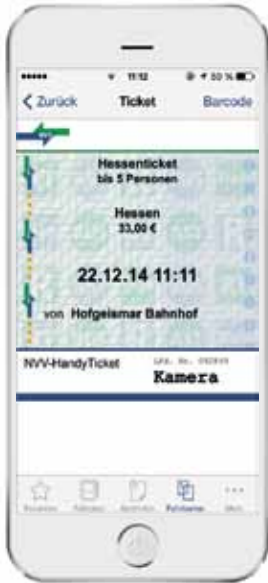 11:12
50 %
Zurück
Ticket
Barcode
Hessenticket
bis 5 Personen
Hessen
33,00 €
22.12.14 11:11
von Hofgeismar Bahnhof
NVV-HandyTicket
Kamera